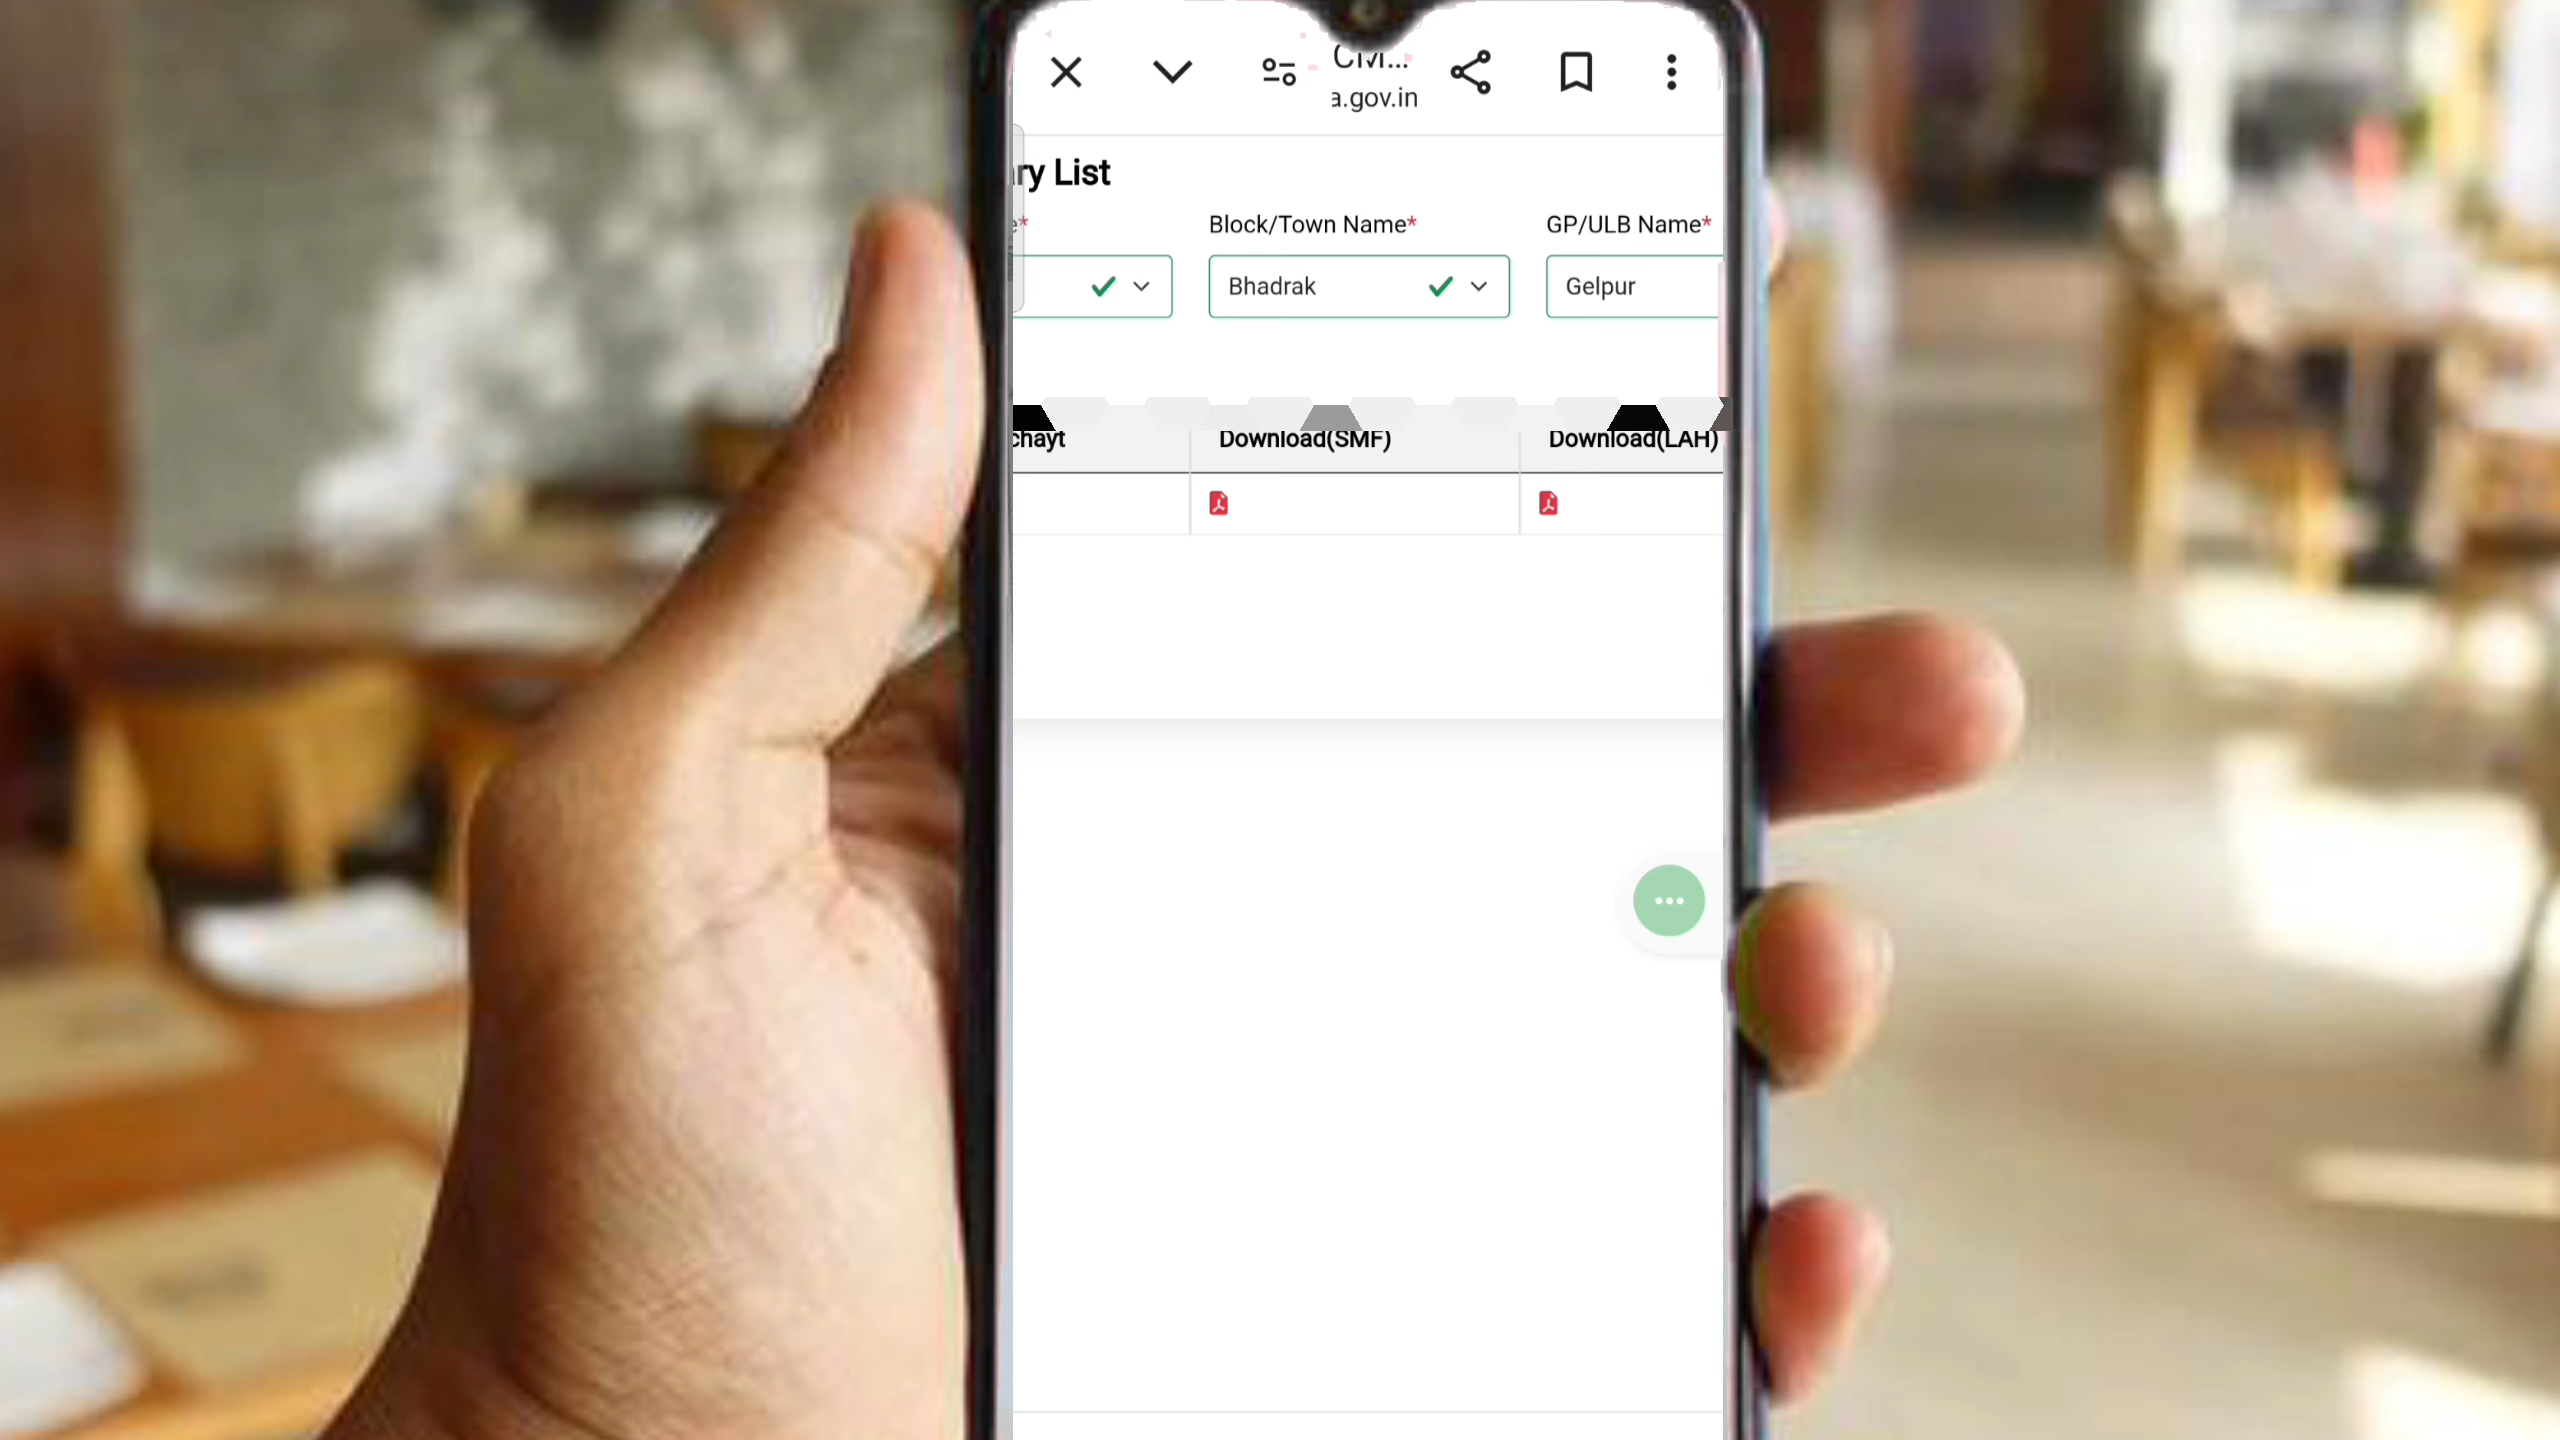 a.gov.in
ry List
e*
Block/Town Name*
GP/ULB Name*
Bhadrak
Gelpur
chayt
Download(SMF)
Download(LAH)